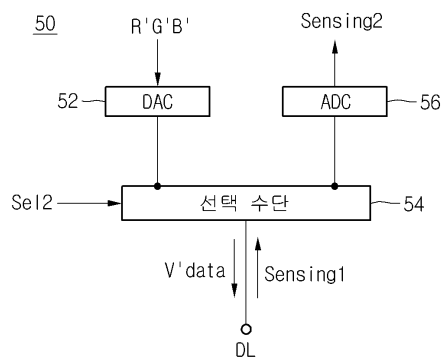 50
R'G'B'
Sensing2
52
DAC
ADC
56
Sel2
선택 수단
54
V'data
Sensing1
DL